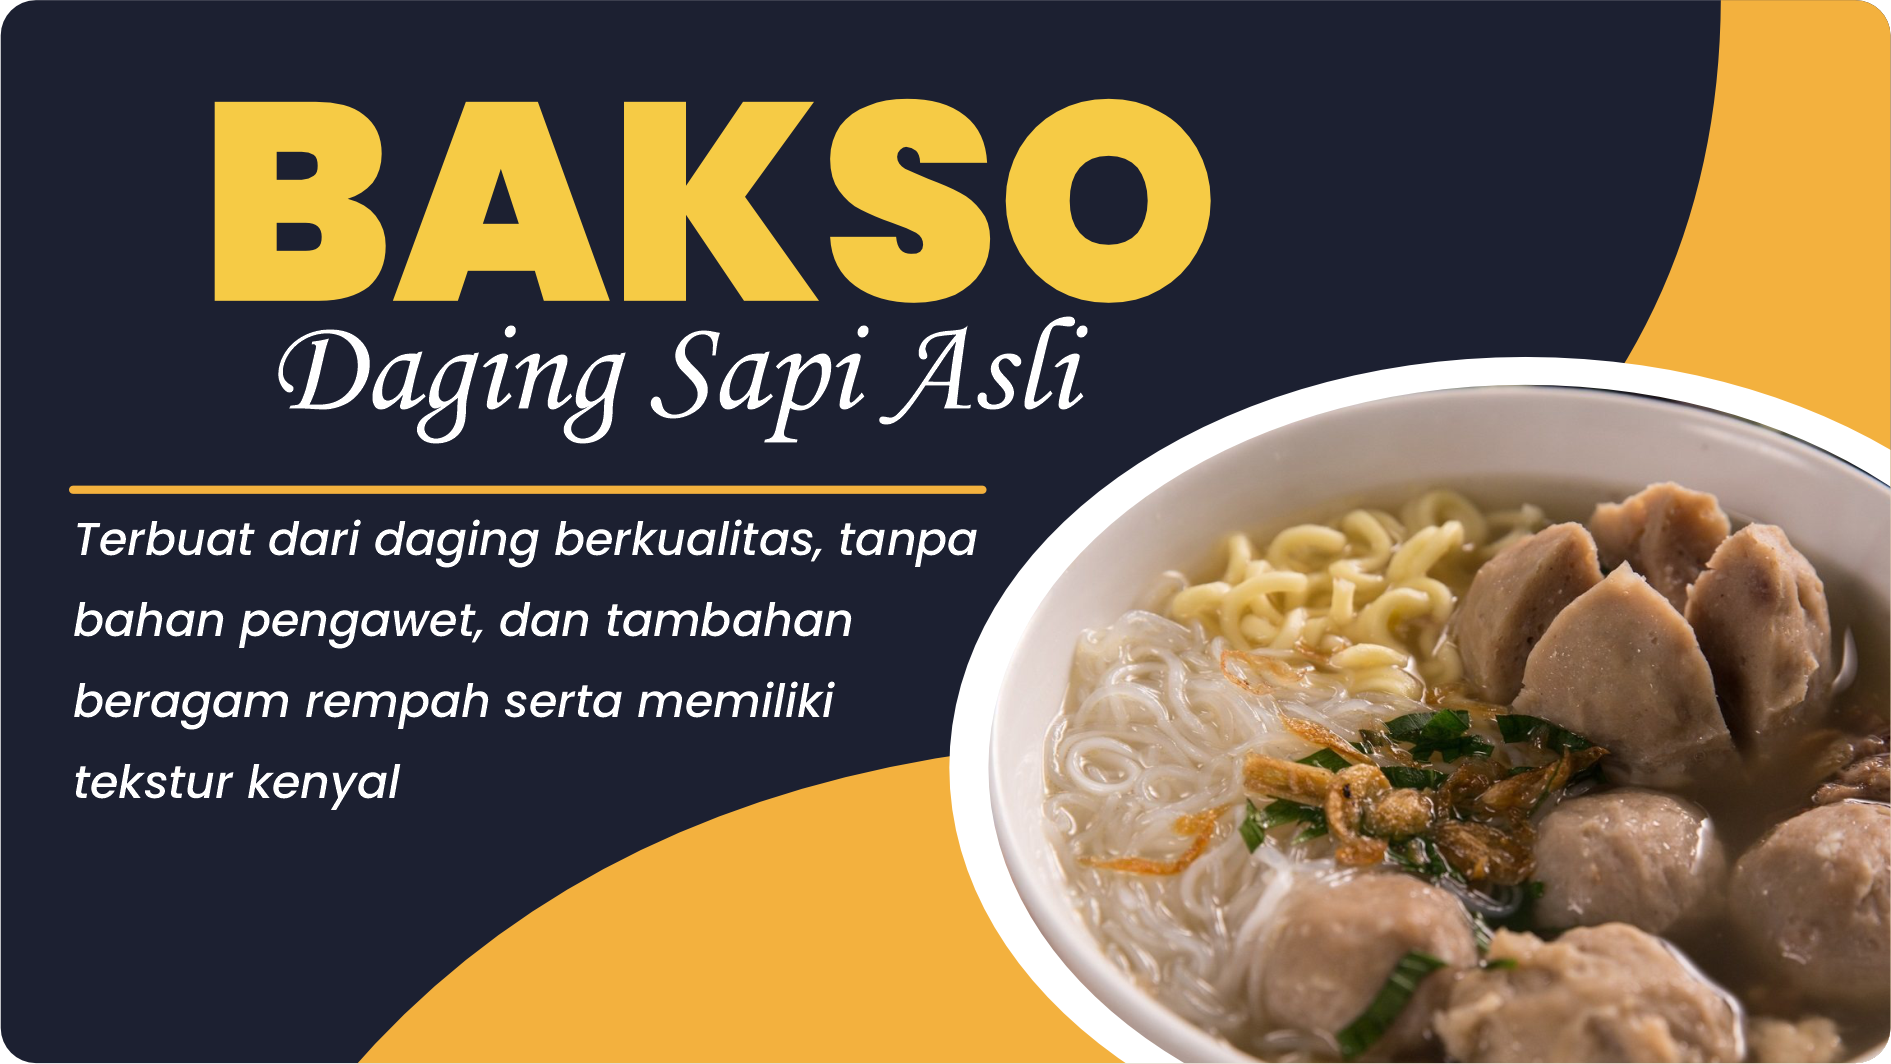 BAKSO
Daging Sapi Asli
Terbuat dari daging berkualitas, tanpa
bahan pengawet, dan tambahan
beragam rempah serta memiliki
tekstur kenyal